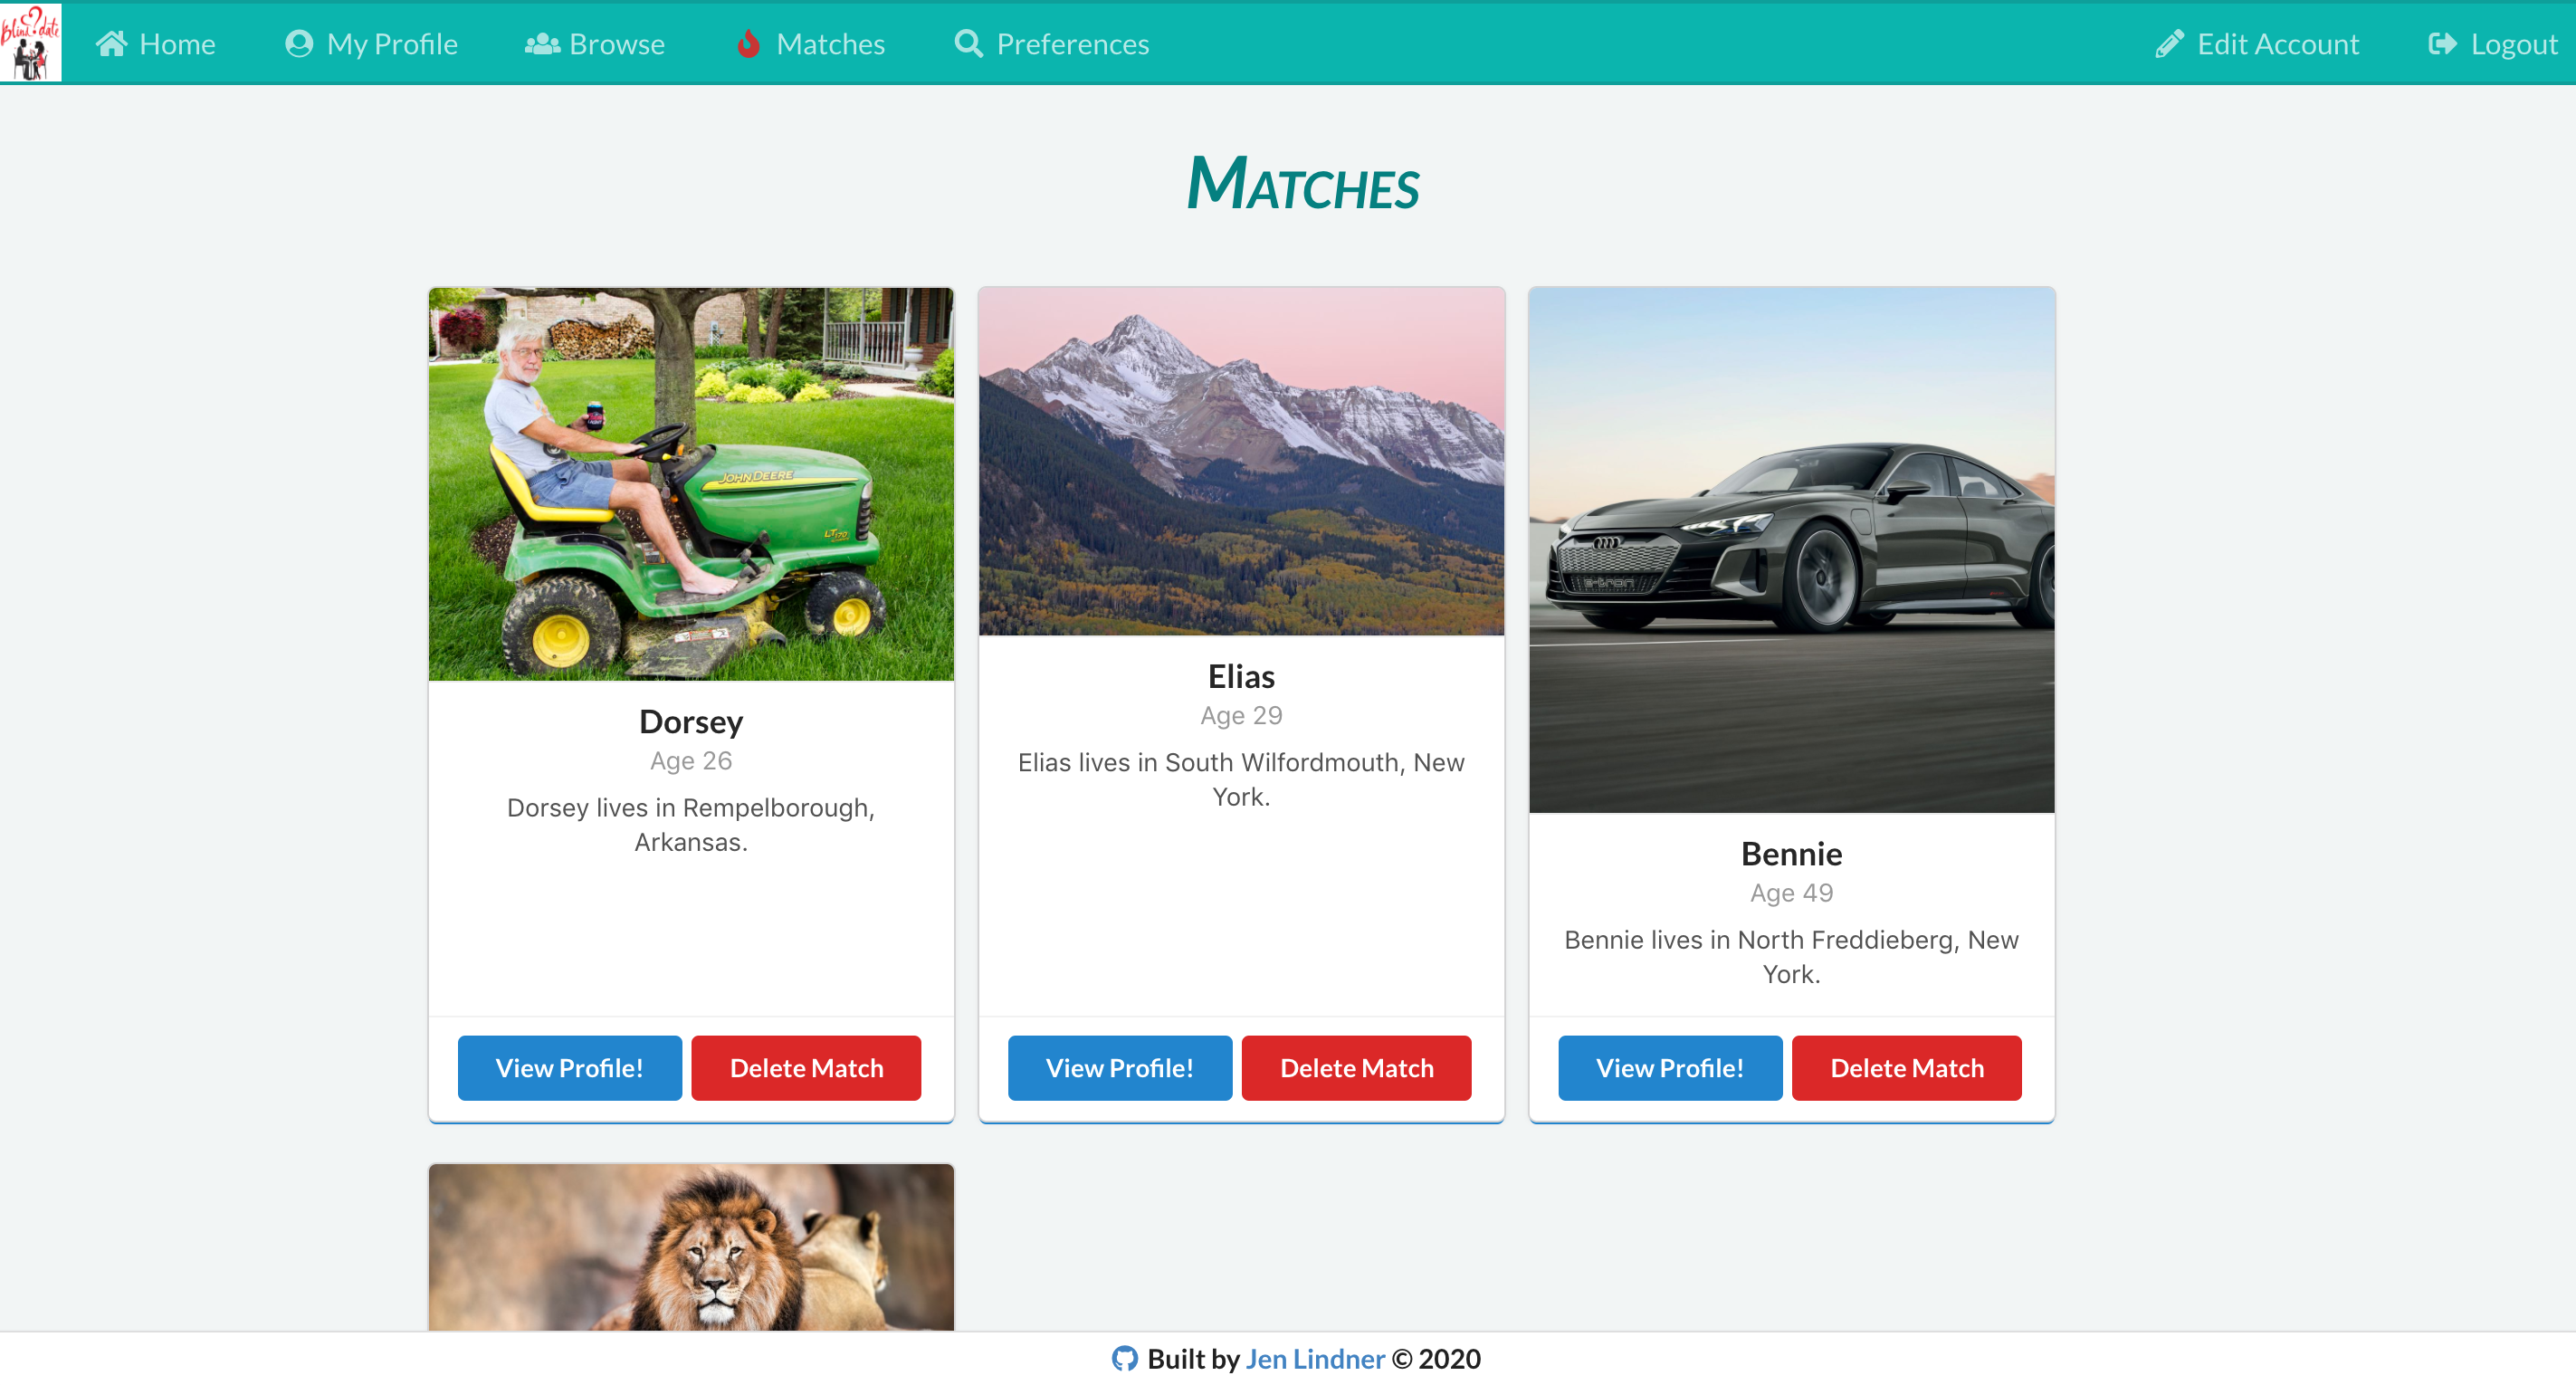 blind?date
Home
My Profile
Browse
Matches
Preferences
Edit Account
Logout
Matches
JOHN DEERE
LT170
e-tron
Dorsey
Age 26
Dorsey lives in Rempelborough,
Arkansas.
View Profile!
Delete Match
Elias
Age 29
Elias lives in South Wilfordmouth, New
York.
View Profile!
Delete Match
Bennie
Age 49
Bennie lives in North Freddieberg, New
York.
View Profile!
Delete Match
Built by Jen Lindner © 2020